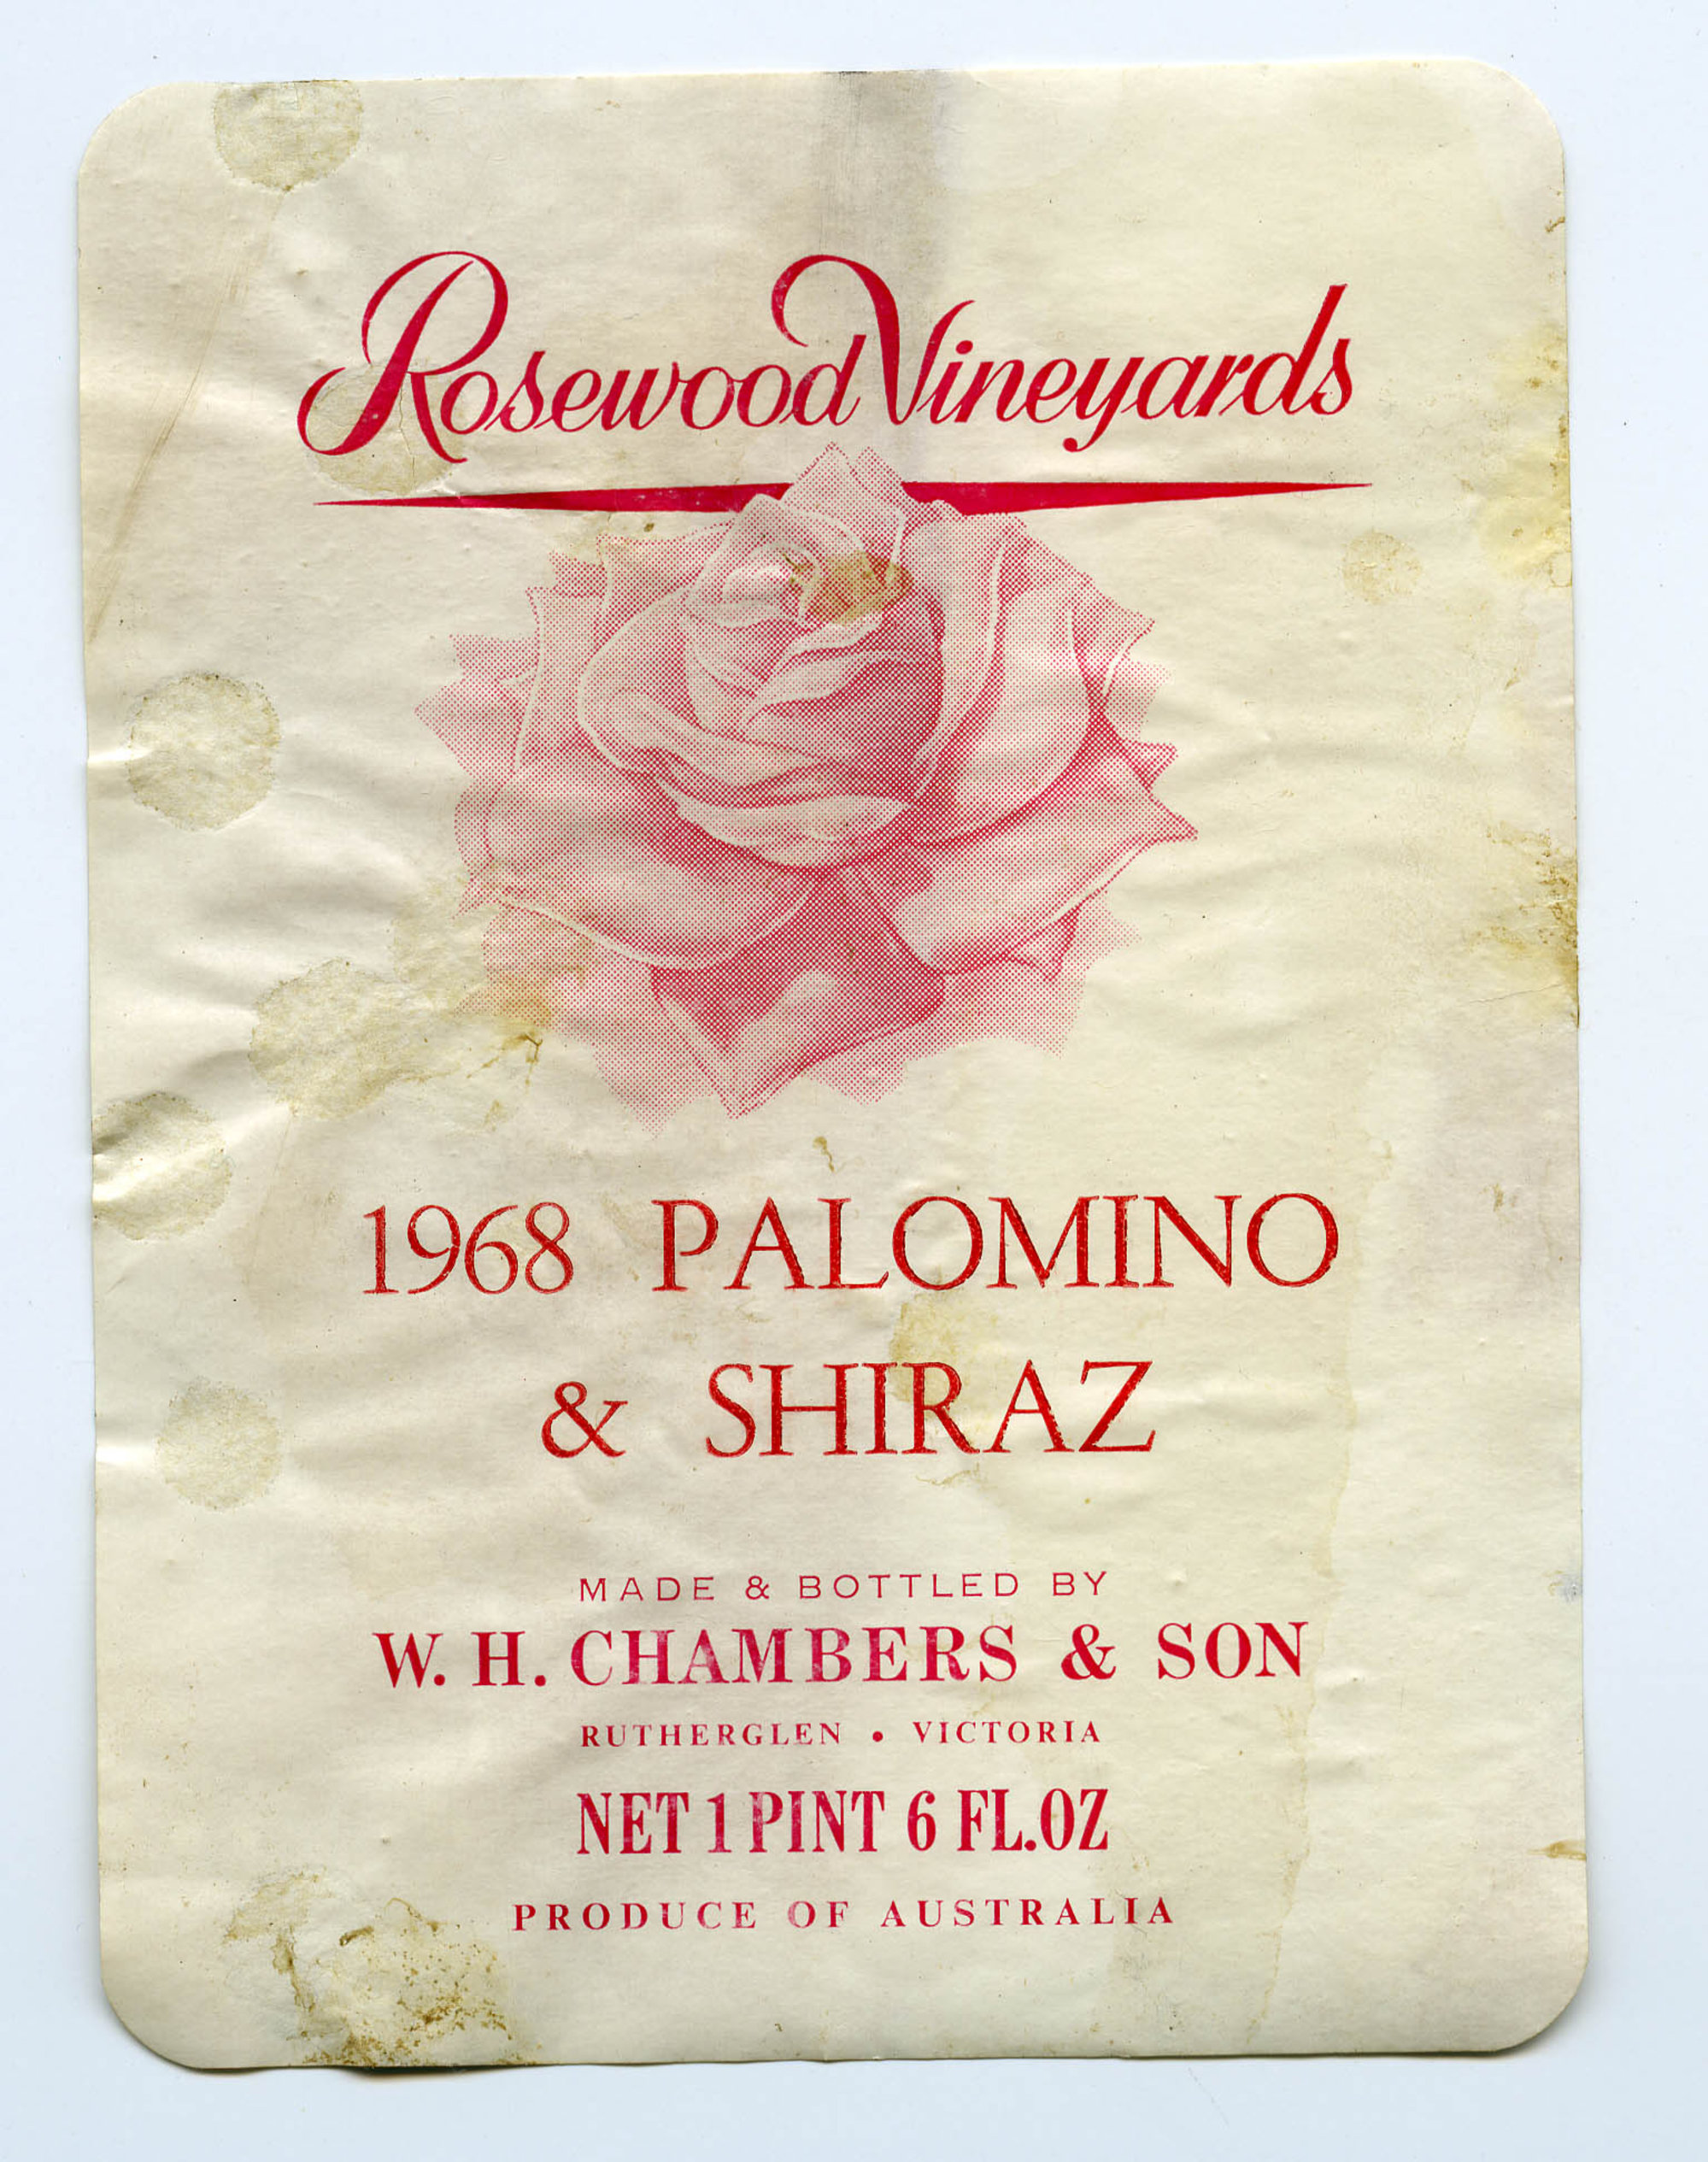 Rosewood Vineyards
1968 PALOMINO
& SHIRAZ
MADE & BOTTLED BY
W. H. CHAMBERS & SON
RUTHERGLEN • VICTORIA
NET 1 PINT 6 FL.OZ
PRODUCE OF AUSTRALIA